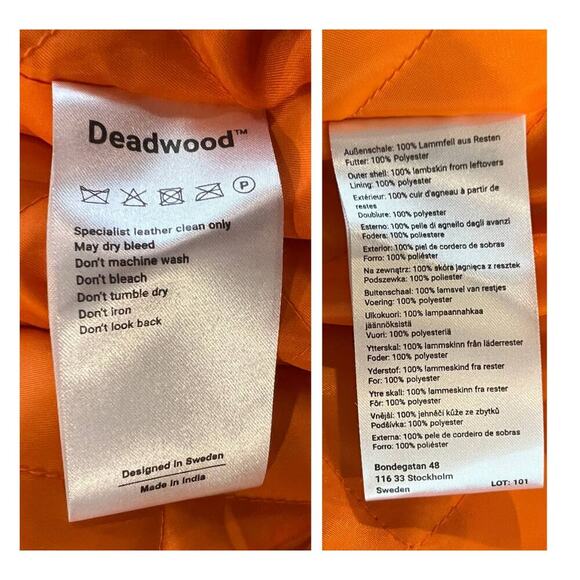 Deadwood™
P
Specialist leather clean only
May dry bleed
Don't machine wash
Don't bleach
Don't tumble dry
Don't iron
Don't look back
Designed in Sweden
Made in India
Außenschale: 100% Lammfell aus Resten
Futter: 100% Polyester
Outer shell: 100% lambskin from leftovers
Lining: 100% polyester
Extérieur: 100% cuir d'agneau à partir de
restes
Doublure: 100% polyester
Esterno: 100% pelle di agnello dagli avanzi
Fodera: 100% poliestere
Exterior: 100% piel de cordero de sobras
Forro: 100% poliéster
Na zewnątrz: 100% skóra jagnięca z resztek
Podszewka: 100% poliester
Buitenschaal: 100% lamsvel van restjes
Voering: 100% polyester
Ulkokuori: 100% lampaannahkaa
jäännöksistä
Vuori: 100% polyesteriä
Ytterskal: 100% lammskinn från läderrester
Foder: 100% polyester
Yderstof: 100% lammeskind fra rester
For: 100% polyester
Ytre skall: 100% lammeskinn fra rester
Fôr: 100% polyester
Vnější: 100% jehněčí kůže ze zbytků
Podšívka: 100% polyester
Externa: 100% pele de cordeiro de sobras
Forro: 100% poliéster
Bondegatan 48
116 33 Stockholm
Sweden
LOT: 101